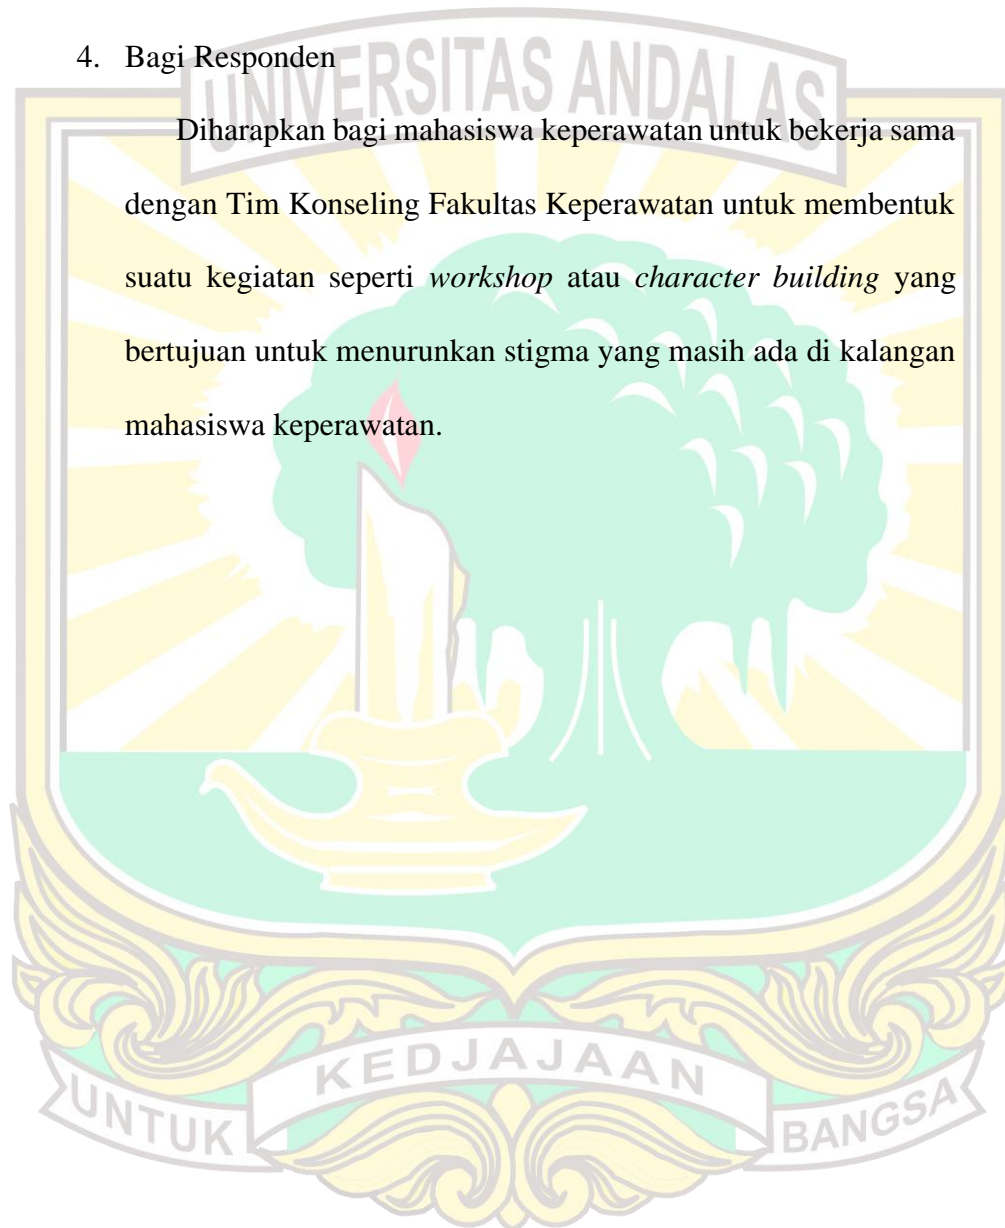 UNIVERSITAS ANDALAS
4. Bagi Responden
Diharapkan bagi mahasiswa keperawatan untuk bekerja sama
dengan Tim Konseling Fakultas Keperawatan untuk membentuk
suatu kegiatan seperti workshop atau character building yang
bertujuan untuk menurunkan stigma yang masih ada di kalangan
mahasiswa keperawatan.
UNTUK KEDJAJAAN BANGSA